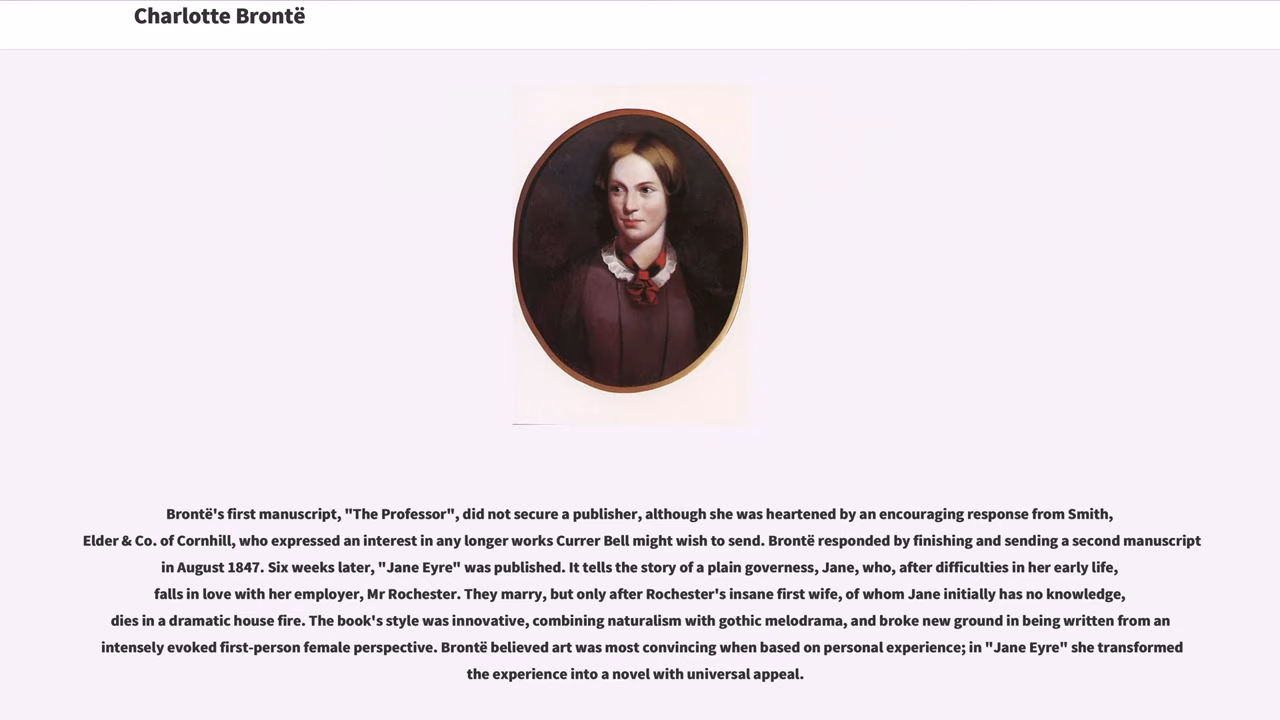 Charlotte Brontë
Brontë's first manuscript, "The Professor", did not secure a publisher, although she was heartened by an encouraging response from Smith,
Elder & Co. of Cornhill, who expressed an interest in any longer works Currer Bell might wish to send. Brontë responded by finishing and sending a second manuscript
in August 1847. Six weeks later, "Jane Eyre" was published. It tells the story of a plain governess, Jane, who, after difficulties in her early life,
falls in love with her employer, Mr Rochester. They marry, but only after Rochester's insane first wife, of whom Jane initially has no knowledge,
dies in a dramatic house fire. The book's style was innovative, combining naturalism with gothic melodrama, and broke new ground in being written from an
intensely evoked first-person female perspective. Brontë believed art was most convincing when based on personal experience; in "Jane Eyre" she transformed
the experience into a novel with universal appeal.